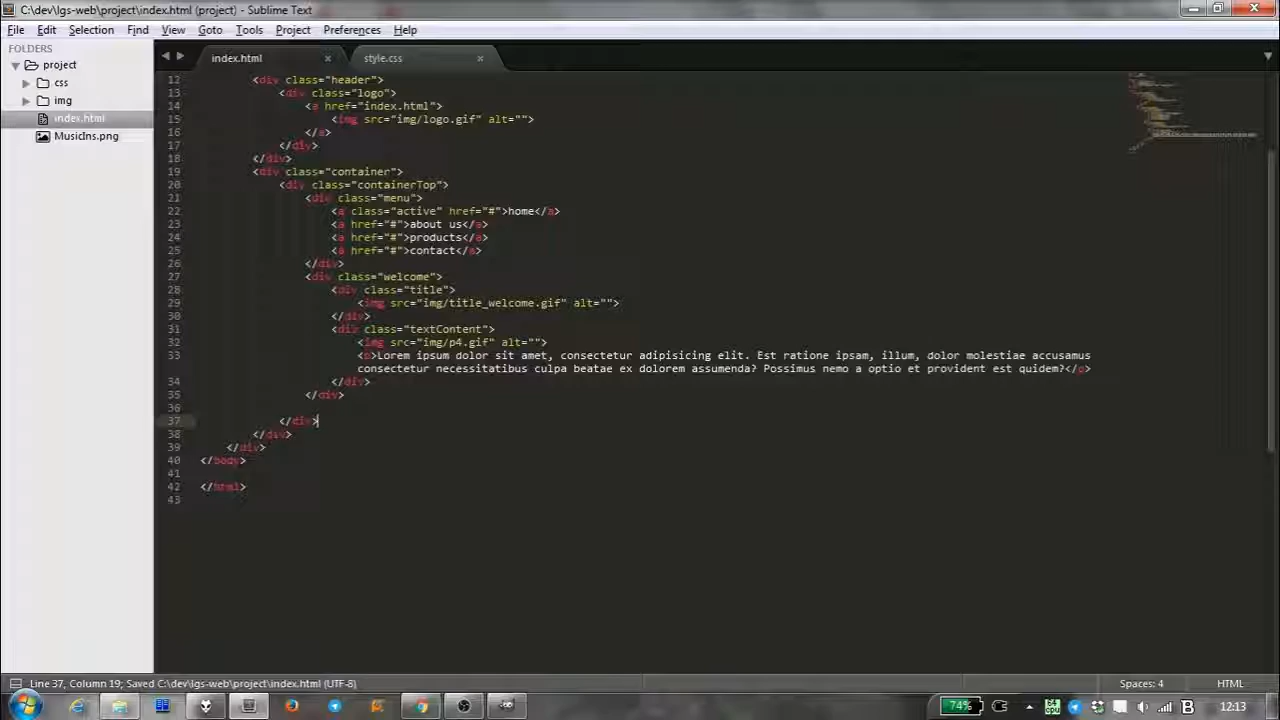 C:\dev\lgs-web\project\index.html (project) - Sublime Text
File Edit Selection Find View Goto Tools Project Preferences Help
FOLDERS
project
css
img
index.html
MusicIns.png
index.html × style.css ×
12 <div class="header">
13 <div class="logo">
14 <a href="index.html">
15 <img src="img/logo.gif" alt="">
16 </a>
17 </div>
18 </div>
19 <div class="container">
20 <div class="containerTop">
21 <div class="menu">
22 <a class="active" href="#">home</a>
23 <a href="#">about us</a>
24 <a href="#">products</a>
25 <a href="#">contact</a>
26 </div>
27 <div class="welcome">
28 <div class="title">
29 <img src="img/title_welcome.gif" alt="">
30 </div>
31 <div class="textContent">
32 <img src="img/p4.gif" alt="">
33 <p>Lorem ipsum dolor sit amet, consectetur adipisicing elit. Est ratione ipsam, illum, dolor molestiae accusamus
consectetur necessitatibus culpa beatae ex dolorem assumenda? Possimus nemo a optio et provident est quidem?</p>
34 </div>
35 </div>
36
37 </div>
38 </div>
39 </div>
40 </body>
41
42 </html>
43
Line 37, Column 19; Saved C:\dev\lgs-web\project\index.html (UTF-8) Spaces: 4 HTML
74% 64 cpu B 12:13